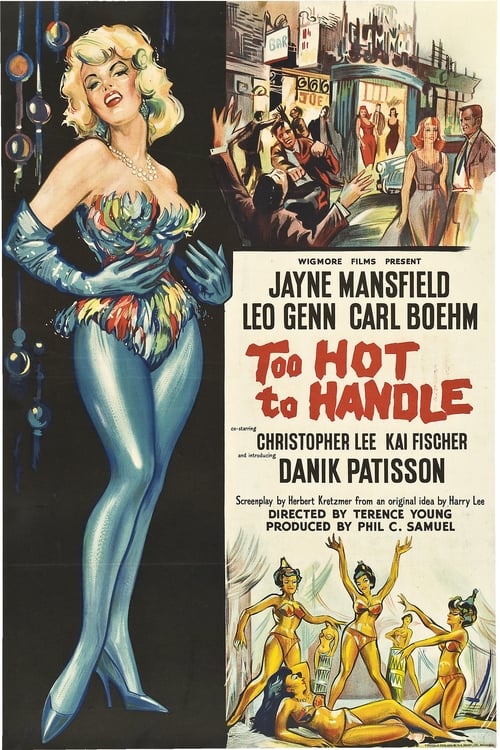 BAR
WIGMORE FILMS PRESENT
JAYNE MANSFIELD
LEO GENN CARL BOEHM
Too HOT
to HANDLE
co-starring
CHRISTOPHER LEE KAI FISCHER
and introducing
DANIK PATISSON
Screenplay by Herbert Kretzmer from an original idea by Harry Lee
DIRECTED BY TERENCE YOUNG
PRODUCED BY PHIL C. SAMUEL